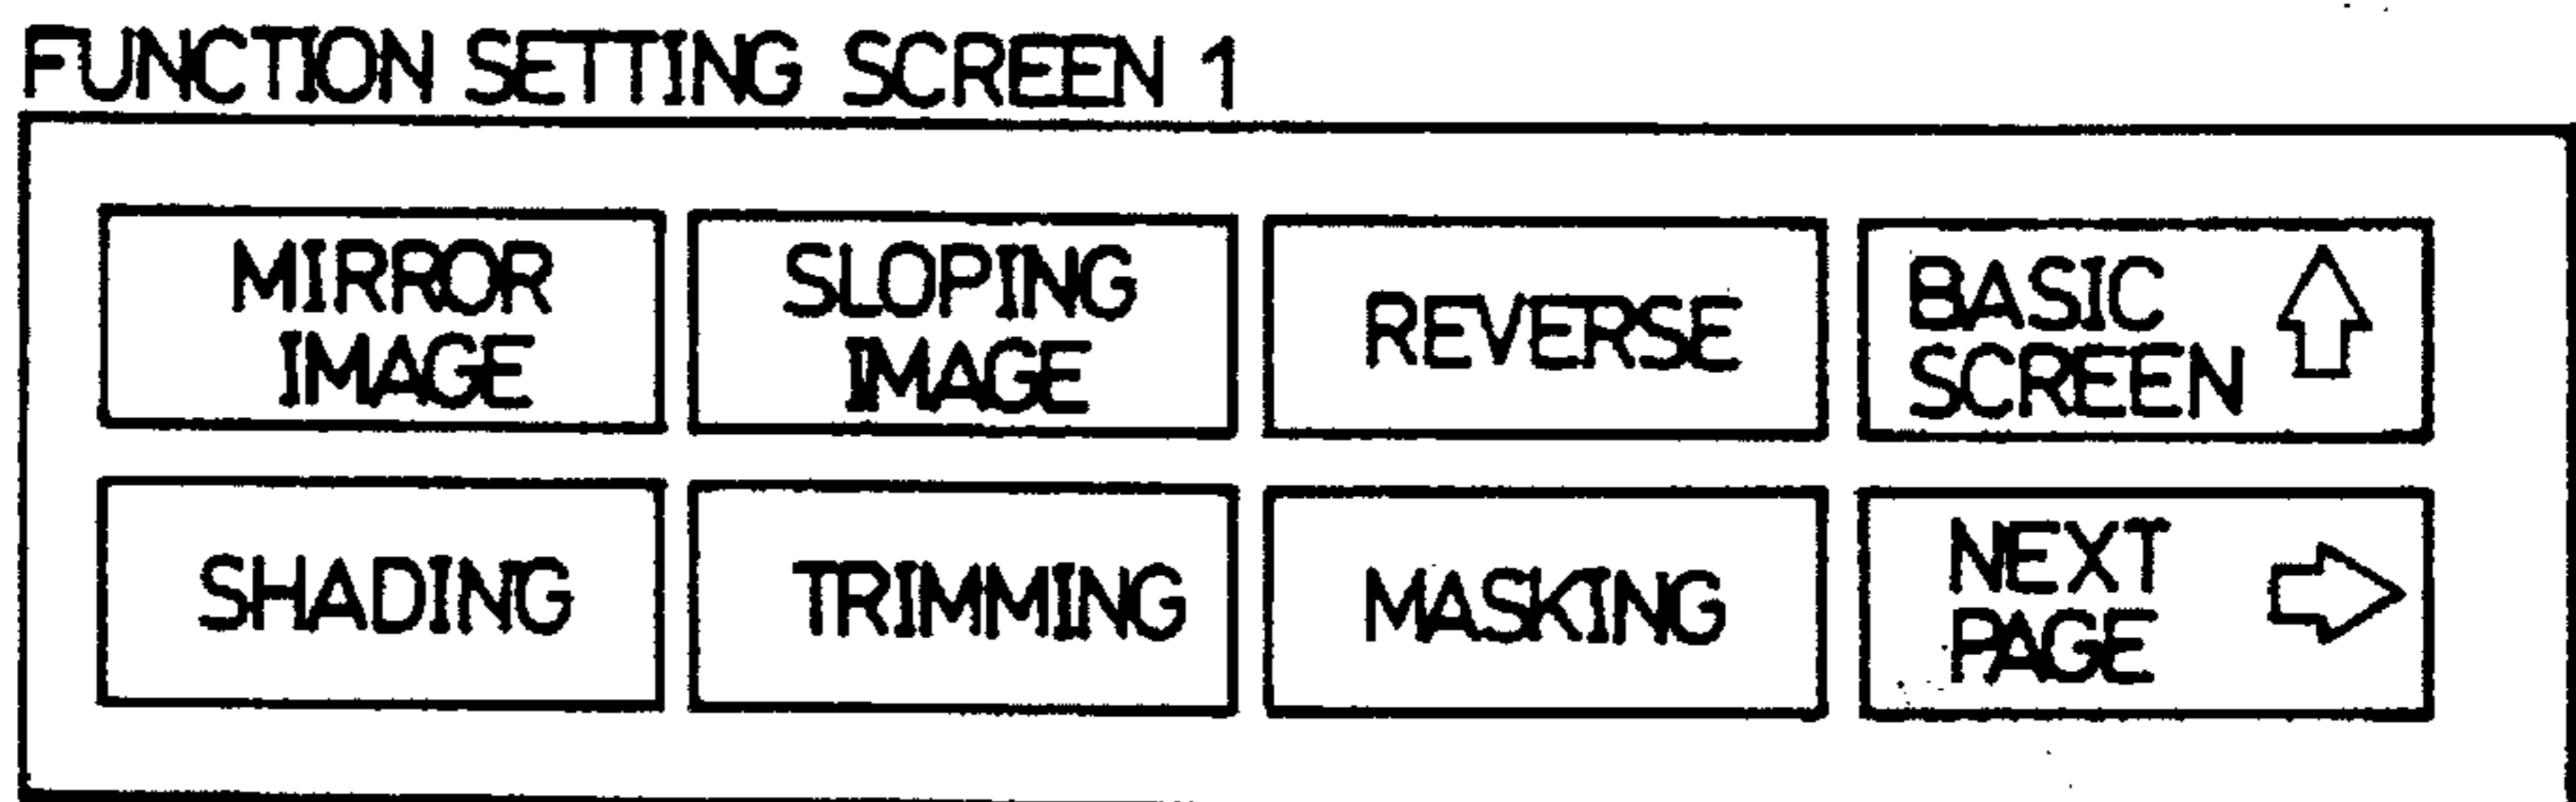 FUNCTION SETTING SCREEN 1
MIRROR
IMAGE
SLOPING
IMAGE
REVERSE
BASIC
SCREEN
SHADING
TRIMMING
MASKING
NEXT
PAGE